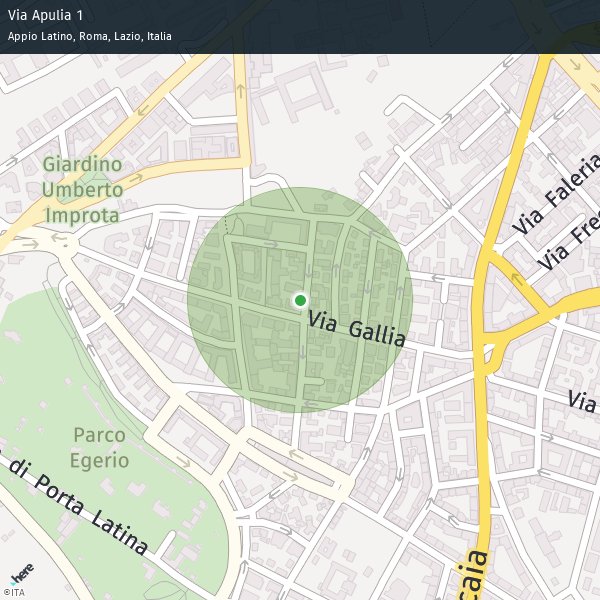 Via Apulia 1
Appio Latino, Roma, Lazio, Italia
Giardino
Umberto
Improta
Via Faleria
Via Fre
Via Gallia
Via
Parco
Egerio
di Porta Latina
caia
here
©ITA